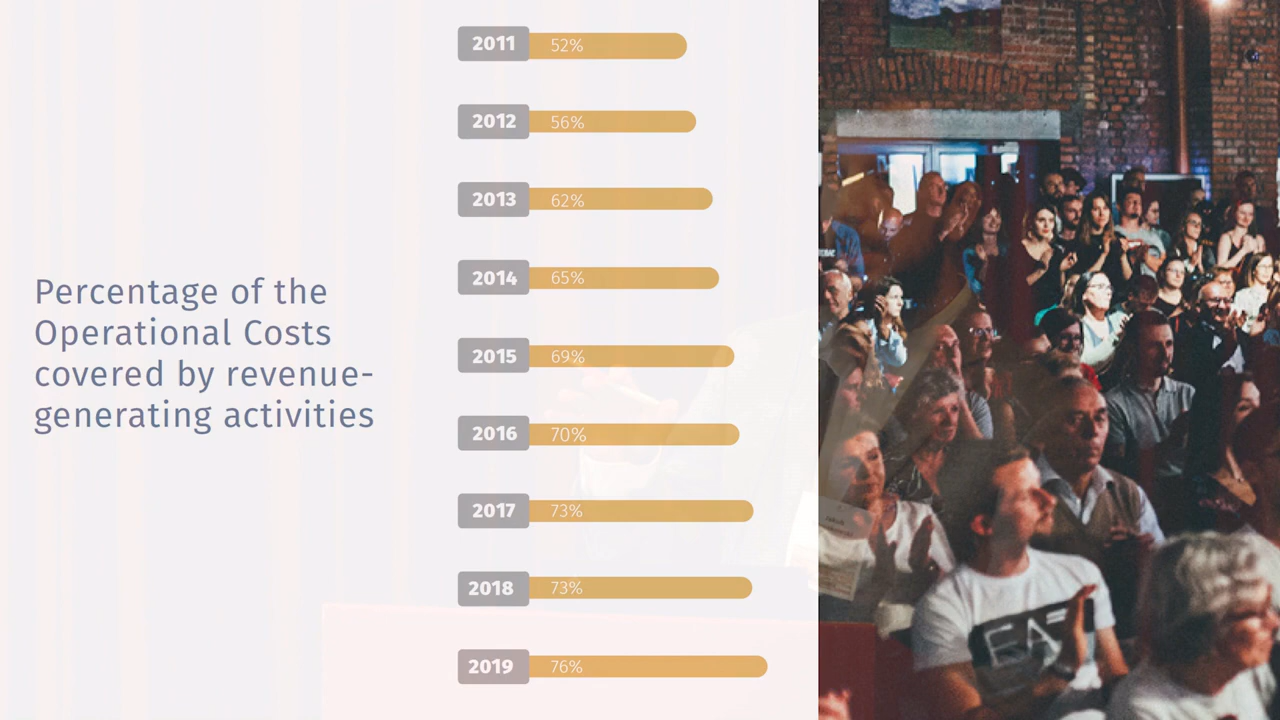 2011 52%
2012 56%
2013 62%
2014 65%
2015 69%
2016 70%
2017 73%
2018 73%
2019 76%
Percentage of the
Operational Costs
covered by revenue-
generating activities